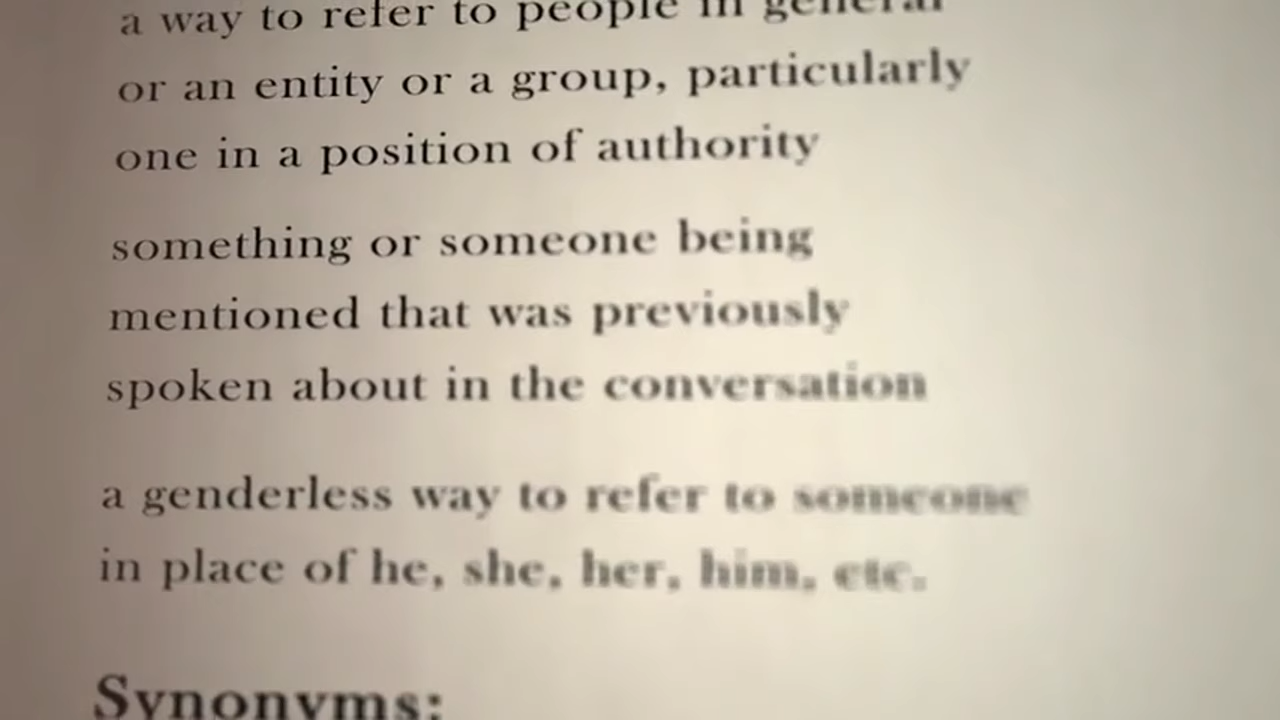 a way to refer to people in general
or an entity or a group, particularly
one in a position of authority
something or someone being
mentioned that was previously
spoken about in the conversation
a genderless way to refer to someone
in place of he, she, her, him, etc.
Synonyms: